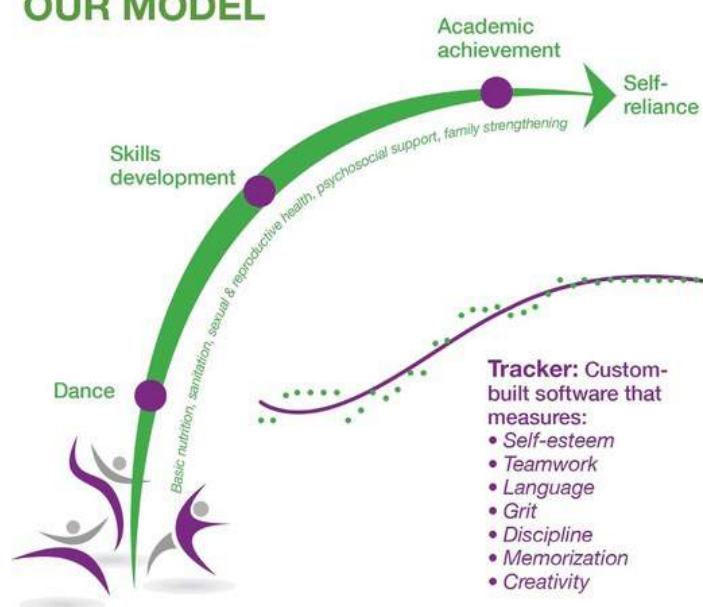 OUR MODEL
Academic
achievement
Self-
reliance
Skills
development
Dance
Basic nutrition, sanitation, sexual & reproductive health, psychosocial support, family strengthening
Tracker: Custom-
built software that
measures:
• Self-esteem
• Teamwork
• Language
• Grit
• Discipline
• Memorization
• Creativity